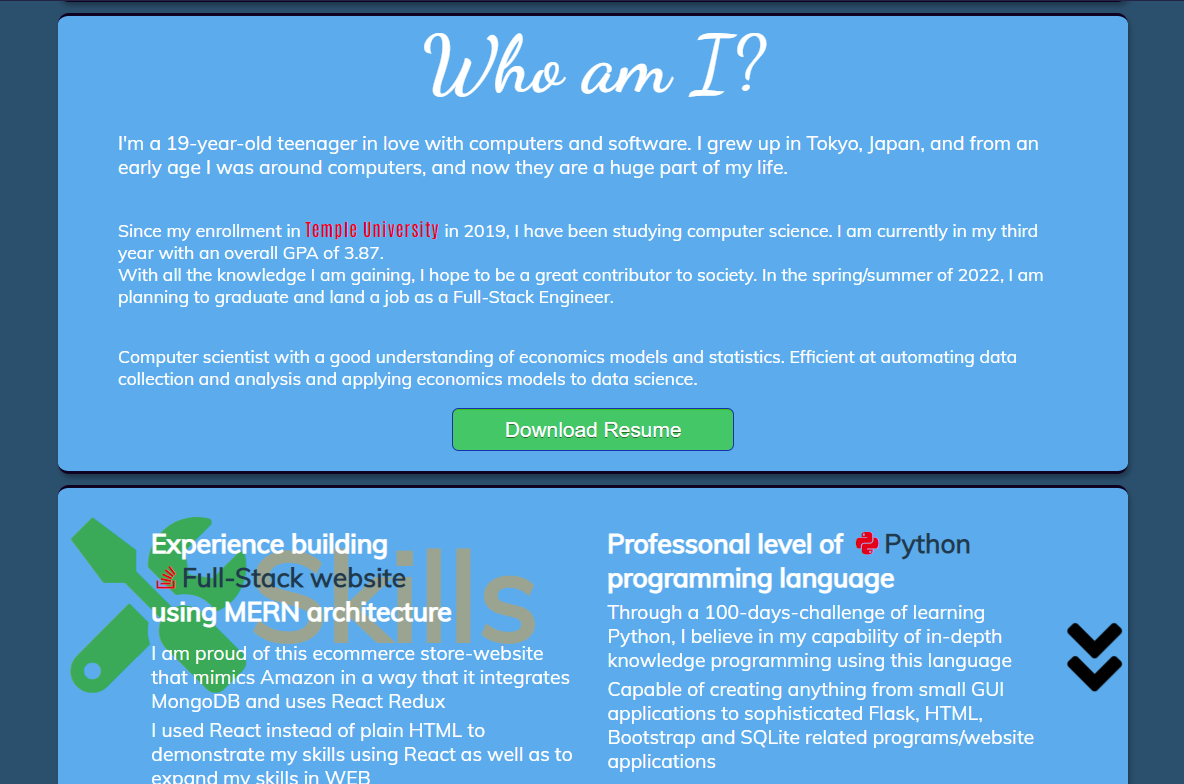 Who am I?
I'm a 19-year-old teenager in love with computers and software. I grew up in Tokyo, Japan, and from an
early age I was around computers, and now they are a huge part of my life.
Since my enrollment in Temple University in 2019, I have been studying computer science. I am currently in my third
year with an overall GPA of 3.87.
With all the knowledge I am gaining, I hope to be a great contributor to society. In the spring/summer of 2022, I am
planning to graduate and land a job as a Full-Stack Engineer.
Computer scientist with a good understanding of economics models and statistics. Efficient at automating data
collection and analysis and applying economics models to data science.
Download Resume
Skills
Experience building
Full-Stack website
using MERN architecture
I am proud of this ecommerce store-website
that mimics Amazon in a way that it integrates
MongoDB and uses React Redux
I used React instead of plain HTML to
demonstrate my skills using React as well as to
expand my skills in WEB
Professonal level of Python
programming language
Through a 100-days-challenge of learning
Python, I believe in my capability of in-depth
knowledge programming using this language
Capable of creating anything from small GUI
applications to sophisticated Flask, HTML,
Bootstrap and SQLite related programs/website
applications